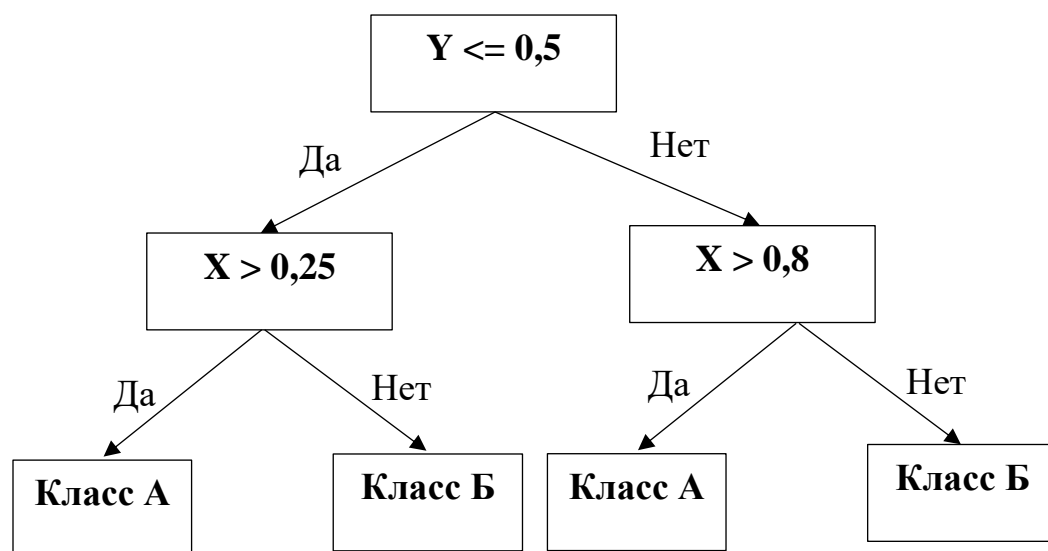 Y <= 0,5
Да
Нет
X > 0,25
X > 0,8
Да
Нет
Да
Нет
Класс А
Класс Б
Класс А
Класс Б